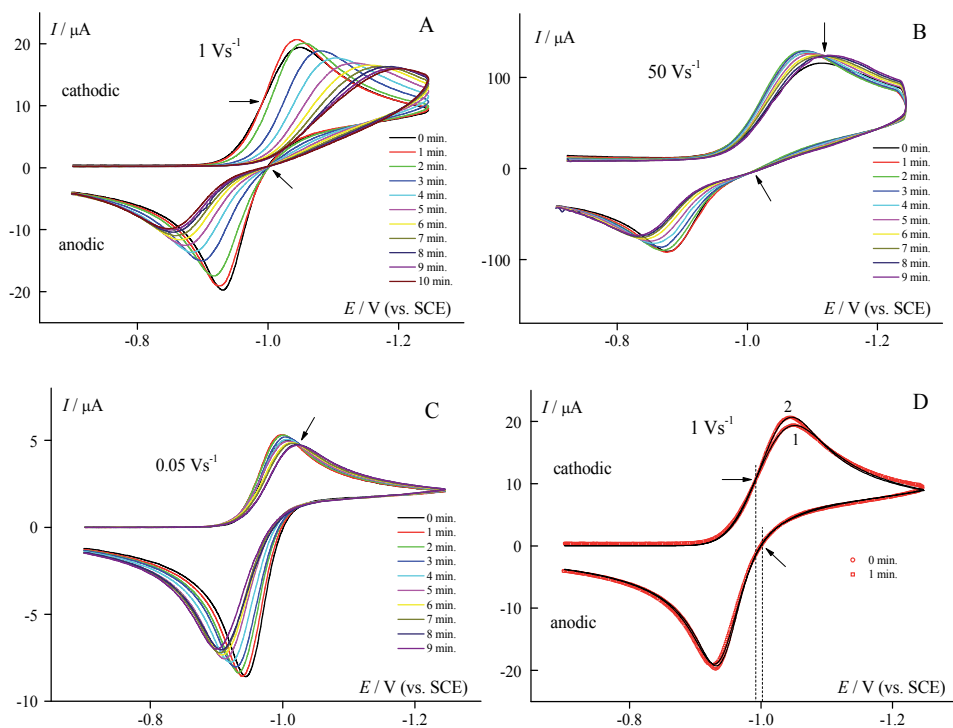 A
I / μA
1 Vs-1
20
10
0
-10
-20
cathodic
anodic
0 min.
1 min.
2 min.
3 min.
4 min.
5 min.
6 min.
7 min.
8 min.
9 min.
10 min.
E / V (vs. SCE)
-0.8
-1.0
-1.2
B
I / μA
50 Vs-1
100
0
-100
0 min.
1 min.
2 min.
3 min.
4 min.
5 min.
6 min.
7 min.
8 min.
9 min.
E / V (vs. SCE)
-0.8
-1.0
-1.2
C
I / μA
0.05 Vs-1
5
0
-5
-10
0 min.
1 min.
2 min.
3 min.
4 min.
5 min.
6 min.
7 min.
8 min.
9 min.
E / V (vs. SCE)
-0.8
-1.0
-1.2
D
I / μA
1 Vs-1
2
1
20
10
0
-10
-20
cathodic
anodic
0 min.
1 min.
E / V (vs. SCE)
-0.8
-1.0
-1.2